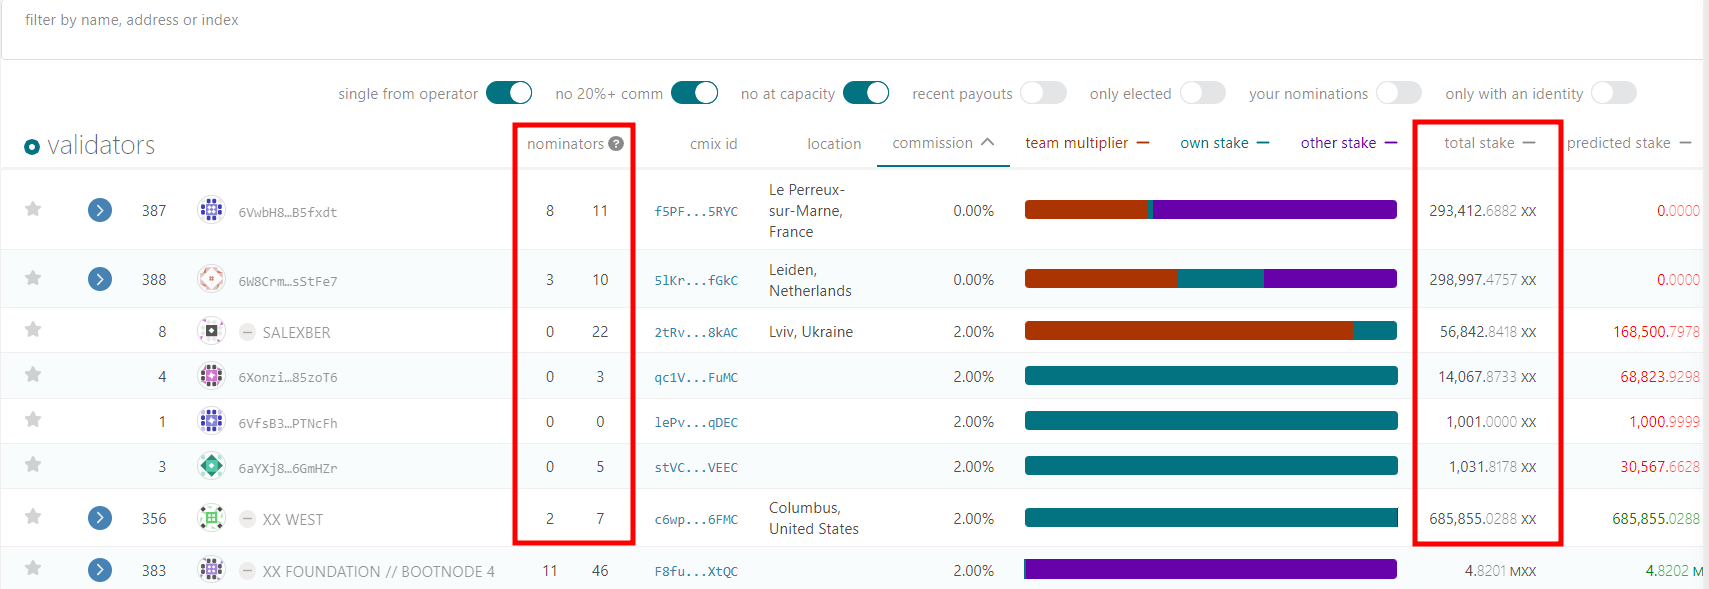 filter by name, address or index
single from operator no 20%+ comm no at capacity recent payouts only elected your nominations only with an identity
validators nominators ? cmix id location commission team multiplier own stake other stake total stake predicted stake
387 6VwbH8…B5fxdt 8 11 f5PF...5RYC Le Perreux-sur-Marne, France 0.00% 293,412.6882 XX 0.0000
388 6W8Crm…sStFe7 3 10 5lKr...fGkC Leiden, Netherlands 0.00% 298,997.4757 XX 0.0000
8 SALEXBER 0 22 2tRv...8kAC Lviv, Ukraine 2.00% 56,842.8418 XX 168,500.7978
4 6Xonzi…85zoT6 0 3 qc1V...FuMC 2.00% 14,067.8733 XX 68,823.9298
1 6VfsB3…PTNcFh 0 0 lePv...qDEC 2.00% 1,001.0000 XX 1,000.9999
3 6aYXj8…6GmHZr 0 5 stVC...VEEC 2.00% 1,031.8178 XX 30,567.6628
356 XX WEST 2 7 c6wp...6FMC Columbus, United States 2.00% 685,855.0288 XX 685,855.0288
383 XX FOUNDATION // BOOTNODE 4 11 46 F8fu...XtQC 2.00% 4.8201 MXX 4.8202 M